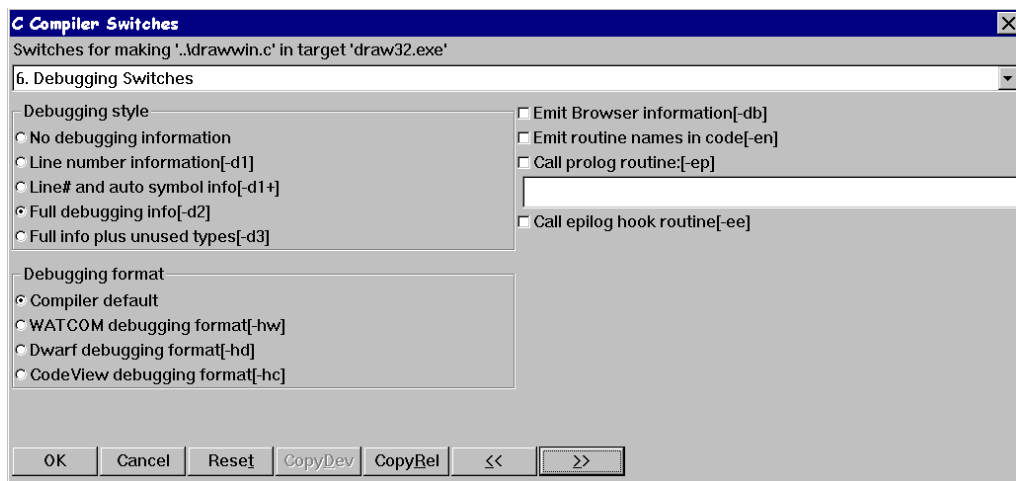 C Compiler Switches
Switches for making '..\drawwin.c' in target 'draw32.exe'
6. Debugging Switches
Debugging style
No debugging information
Line number information[-d1]
Line# and auto symbol info[-d1+]
Full debugging info[-d2]
Full info plus unused types[-d3]
Emit Browser information[-db]
Emit routine names in code[-en]
Call prolog routine:[-ep]
Call epilog hook routine[-ee]
Debugging format
Compiler default
WATCOM debugging format[-hw]
Dwarf debugging format[-hd]
CodeView debugging format[-hc]
OK Cancel Reset CopyDev CopyRel << >>